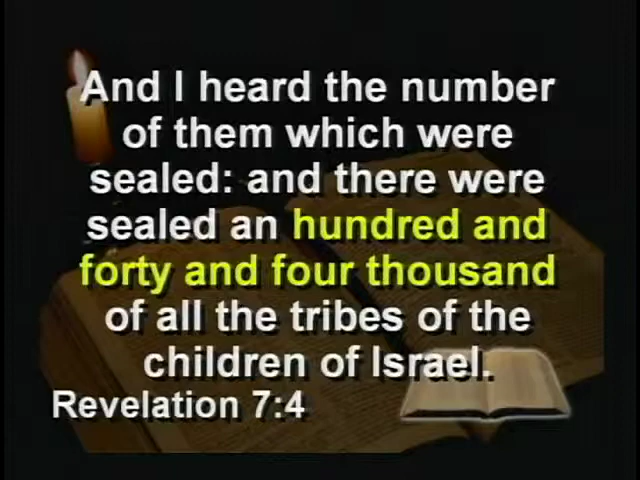 And I heard the number
of them which were
sealed: and there were
sealed an hundred and
forty and four thousand
of all the tribes of the
children of Israel.
Revelation 7:4